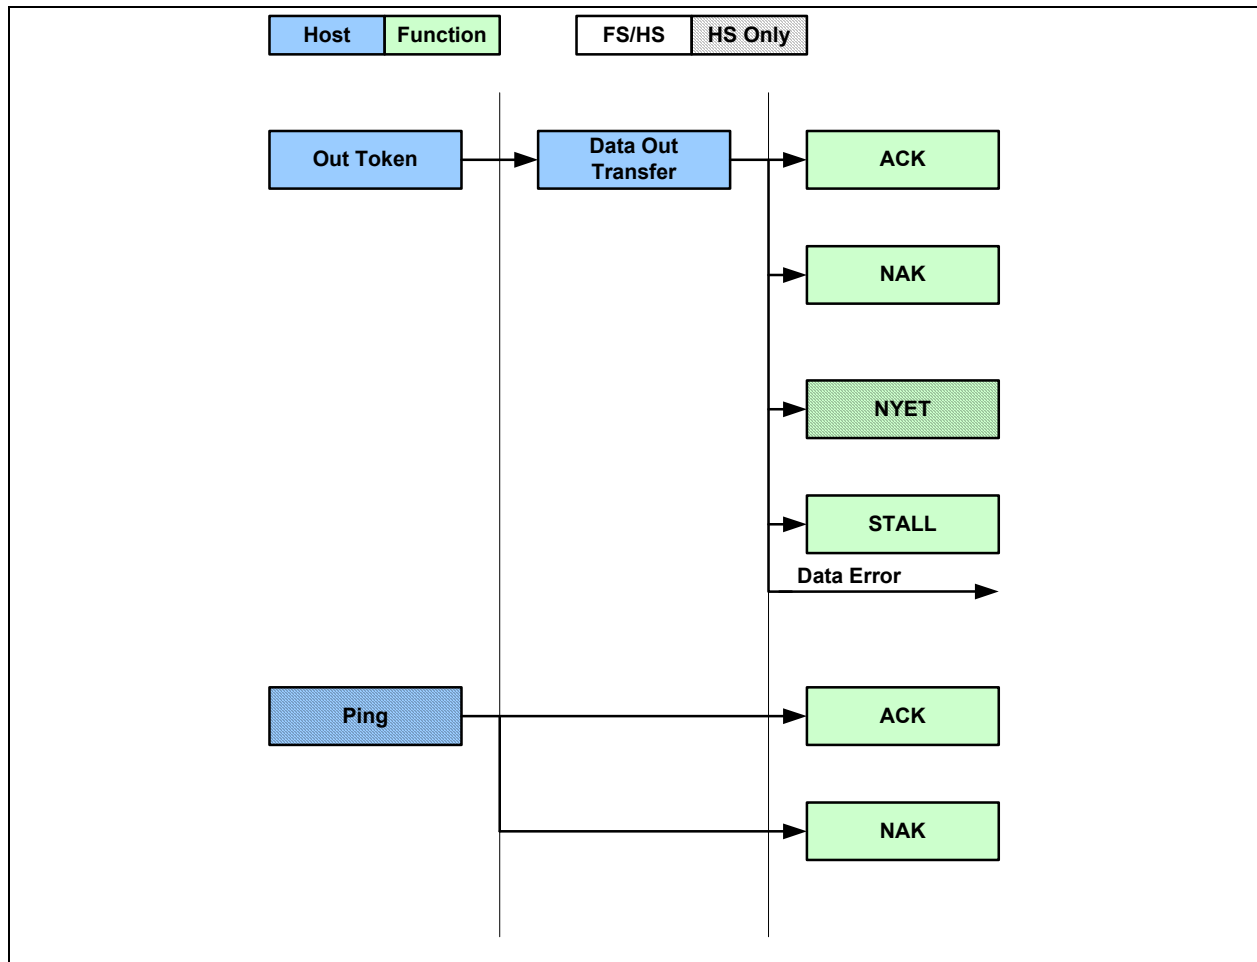 Host Function FS/HS HS Only
Out Token
Data Out
Transfer
ACK
NAK
NYET
STALL
Data Error
Ping
ACK
NAK